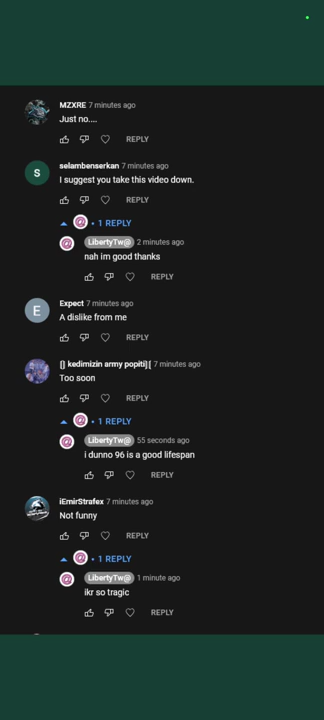 MZXRE 7 minutes ago
Just no....
REPLY
S
selambenserkan 7 minutes ago
I suggest you take this video down.
REPLY
• 1 REPLY
LibertyTw@ 2 minutes ago
nah im good thanks
REPLY
E
Expect 7 minutes ago
A dislike from me
REPLY
[] kedimizin army popiti][ 7 minutes ago
Too soon
REPLY
• 1 REPLY
LibertyTw@ 55 seconds ago
i dunno 96 is a good lifespan
REPLY
iEmirStrafex 7 minutes ago
Not funny
REPLY
• 1 REPLY
LibertyTw@ 1 minute ago
ikr so tragic
REPLY